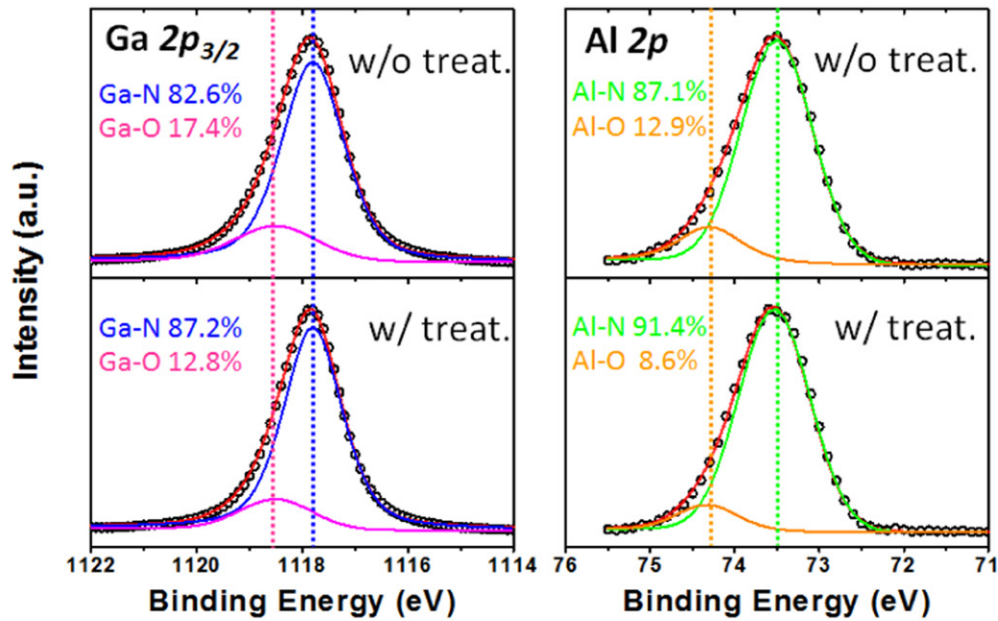 Intensity (a.u.)
Ga 2p3/2
w/o treat.
Ga-N 82.6%
Ga-O 17.4%
Al 2p
w/o treat.
Al-N 87.1%
Al-O 12.9%
Ga-N 87.2%
Ga-O 12.8%
w/ treat.
Al-N 91.4%
Al-O 8.6%
w/ treat.
1122 1120 1118 1116 1114
76 75 74 73 72 71
Binding Energy (eV)
Binding Energy (eV)